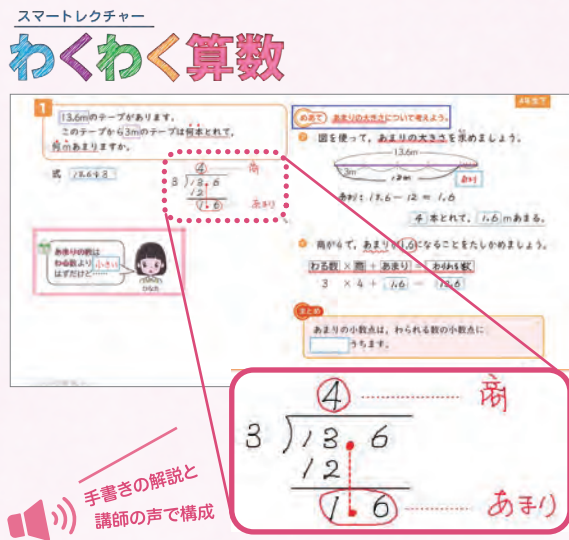 スマートレクチャー
わくわく算数
4年生下
1
13.6mのテープがあります。
このテープから3mのテープは何本とれて、
何mあまりますか。
式 13.6÷3
4 商
3 ) 13.6
12
1.6 あまり
あまりの数は
わる数より 小さい
はずだけど……
ひなた
めあて あまりの大きさについて考えよう。
図を使って、あまりの大きさを求めましょう。
13.6m
3m
12m
あまり
あまり: 13.6 − 12 = 1.6
4 本とれて、 1.6 mあまる。
商が4で、あまりが1.6になることをたしかめましょう。
わる数 × 商 + あまり = わられる数
3 × 4 + 1.6 = 13.6
まとめ
あまりの小数点は、わられる数の小数点に
うちます。
4 商
3 ) 13.6
12
1.6 あまり
手書きの解説と
講師の声で構成